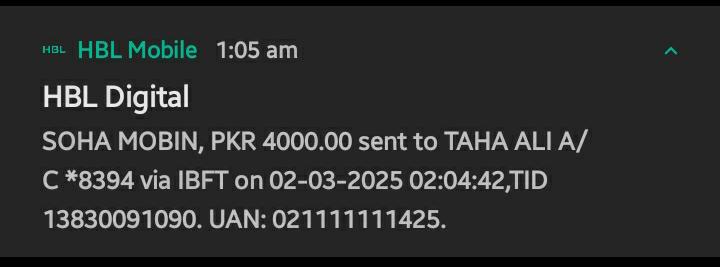 HBL HBL Mobile 1:05 am
HBL Digital
SOHA MOBIN, PKR 4000.00 sent to TAHA ALI A/
C *8394 via IBFT on 02-03-2025 02:04:42,TID
13830091090. UAN: 021111111425.